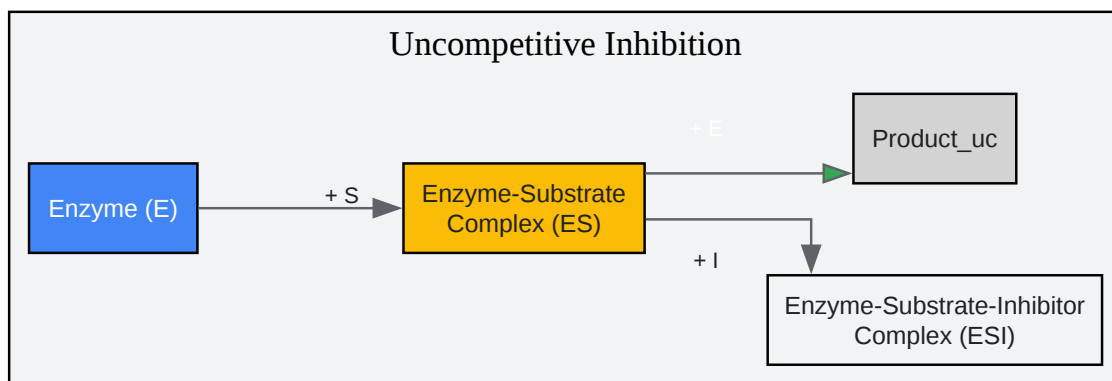 Uncompetitive Inhibition
+ E
Product_uc
Enzyme (E)
+ S
Enzyme-Substrate
Complex (ES)
+ I
Enzyme-Substrate-Inhibitor
Complex (ESI)